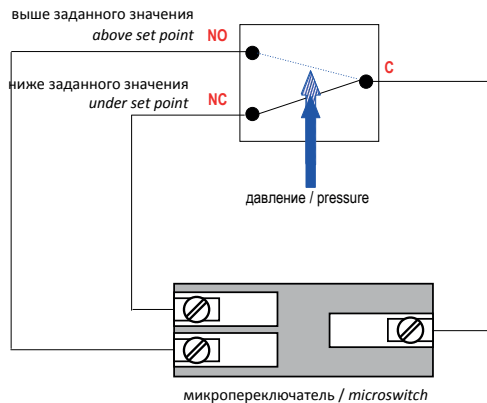 выше заданного значения
above set point NO
C
ниже заданного значения
under set point NC
давление / pressure
микропереключатель / microswitch